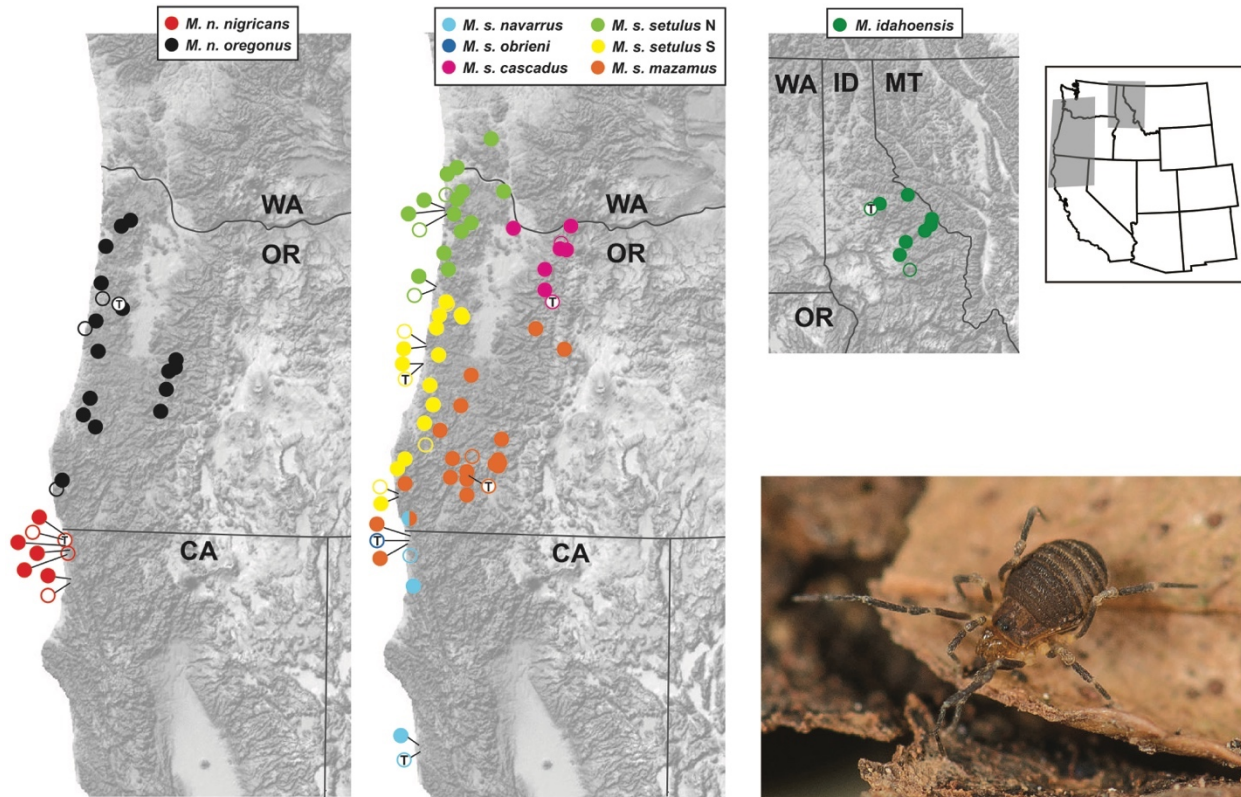 M. n. nigricans
M. n. oregonus
WA
OR
T
T
CA
M. s. navarrus
M. s. obrieni
M. s. cascadus
M. s. setulus N
M. s. setulus S
M. s. mazamus
WA
OR
T
T
T
T
CA
T
M. idahoensis
WA ID MT
T
OR